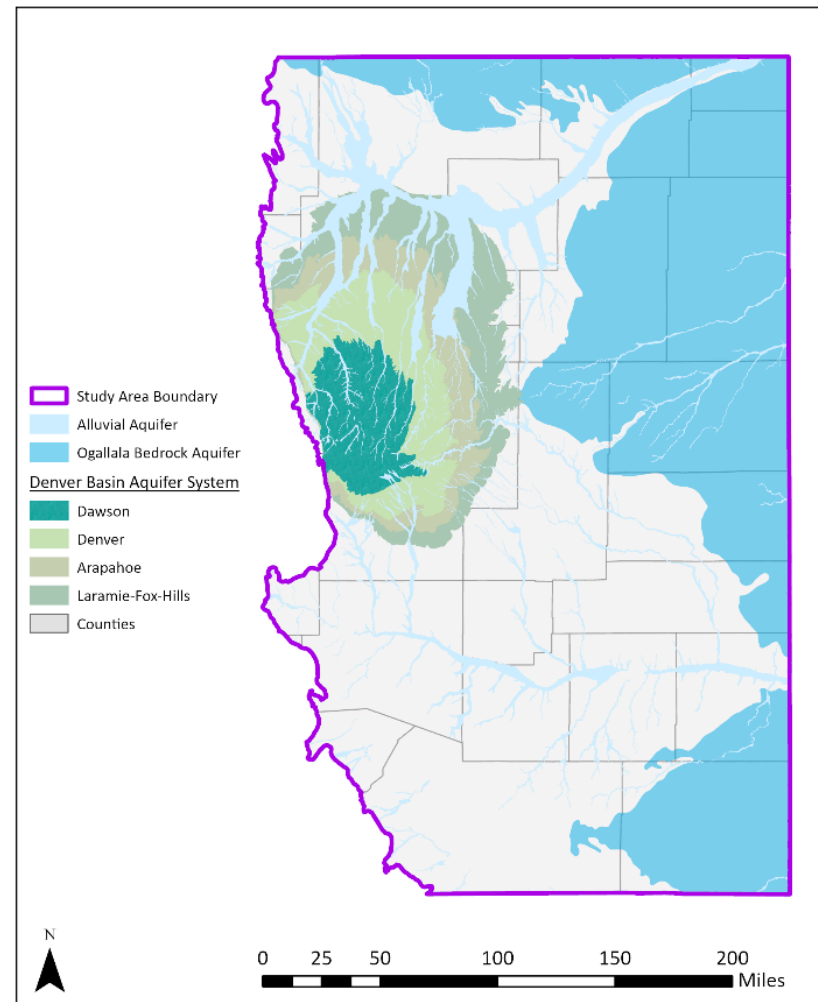 Study Area Boundary
Alluvial Aquifer
Ogallala Bedrock Aquifer
Denver Basin Aquifer System
Dawson
Denver
Arapahoe
Laramie-Fox-Hills
Counties
N
0 25 50 100 150 200
Miles